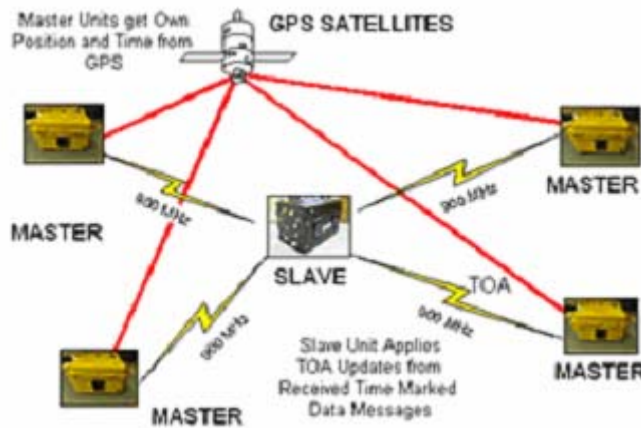 Master Units get Own
Position and Time from
GPS
GPS SATELLITES
MASTER
MASTER
900 MHz
900 MHz
SLAVE
TOA
900 MHz
900 MHz
Slave Unit Applies
TOA Updates from
Received Time Marked
Data Messages
MASTER
MASTER